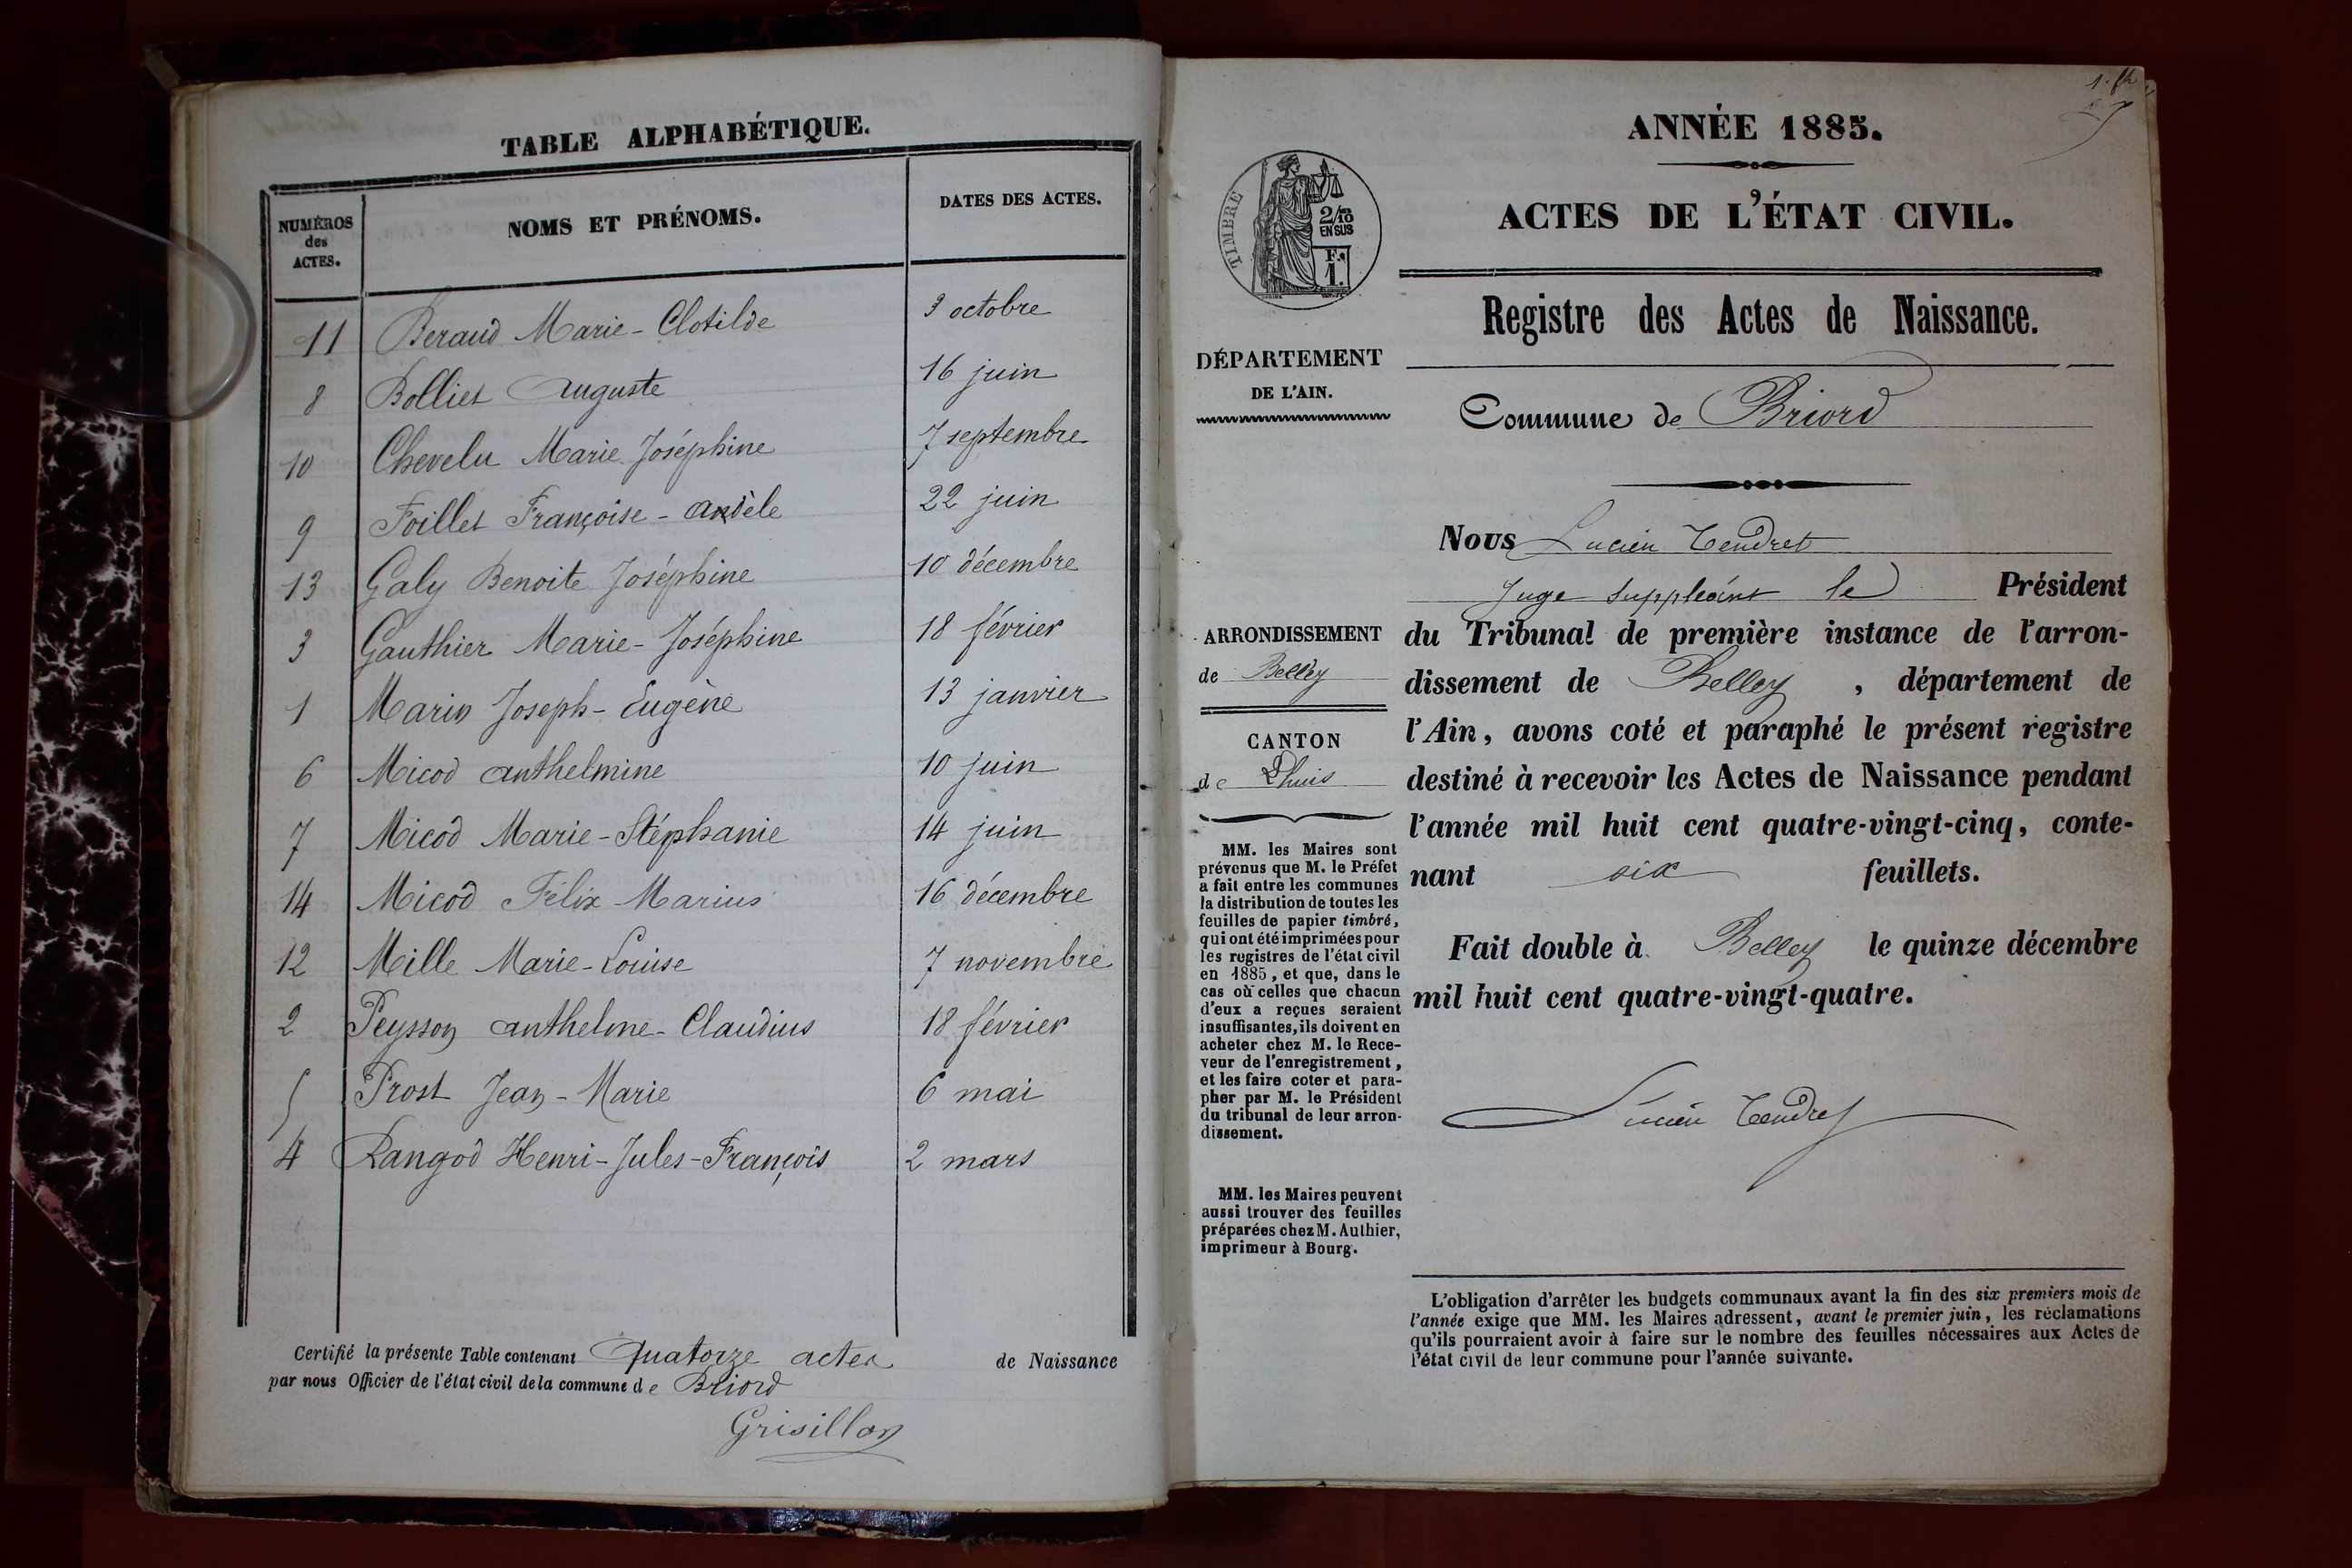 TABLE ALPHABÉTIQUE.
NUMÉROS des ACTES. NOMS ET PRÉNOMS. DATES DES ACTES.
11 Beraud Marie-Clotilde 3 octobre
8 Bolliet Auguste 16 juin
10 Chevelu Marie Joséphine 7 septembre
9 Foillet Françoise- 22 juin
13 Galy Benoite Joséphine 10 décembre
3 Gauthier Marie-Joséphine 18 février
1 Marin Joseph-Eugène 13 janvier
6 Micod anthelmine 10 juin
7 Micod Marie-Stéphanie 14 juin
14 Micod Félix-Marius 16 décembre
12 Mille Marie-Louise 7 novembre
2 Peysson anthelme-Claudius 18 février
5 Prost Jean-Marie 6 mai
4 Rangod Henri-Jules-François 2 mars
Certifié la présente Table contenant Quatorze actes de Naissance
par nous Officier de l'état civil de la commune de Briord
Grisillon
ANNÉE 1885.
ACTES DE L'ÉTAT CIVIL.
TIMBRE
2/10 EN SUS
F. 1.
Registre des Actes de Naissance.
DÉPARTEMENT
DE L'AIN.
Commune de Briord
Nous Lucien Tendret
Juge suppléant le Président
du Tribunal de première instance de l'arron-
dissement de Belley, département de
l'Ain, avons coté et paraphé le présent registre
destiné à recevoir les Actes de Naissance pendant
l'année mil huit cent quatre-vingt-cinq, conte-
nant six feuillets.
Fait double à Belley le quinze décembre
mil huit cent quatre-vingt-quatre.
Lucien Tendret
ARRONDISSEMENT
de Belley
CANTON
de Lhuis
MM. les Maires sont
prévenus que M. le Préfet
a fait entre les communes
la distribution de toutes les
feuilles de papier timbré,
qui ont été imprimées pour
les registres de l'état civil
en 1885, et que, dans le
cas où celles que chacun
d'eux a reçues seraient
insuffisantes, ils doivent en
acheter chez M. le Rece-
veur de l'enregistrement,
et les faire coter et para-
pher par M. le Président
du tribunal de leur arron-
dissement.
MM. les Maires peuvent
aussi trouver des feuilles
préparées chez M. Authier,
imprimeur à Bourg.
L'obligation d'arrêter les budgets communaux avant la fin des six premiers mois de
l'année exige que MM. les Maires adressent, avant le premier juin, les réclamations
qu'ils pourraient avoir à faire sur le nombre des feuilles nécessaires aux Actes de
l'état civil de leur commune pour l'année suivante.